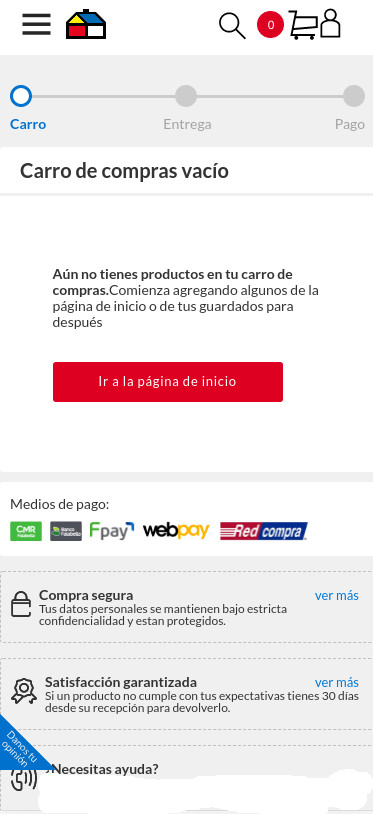 0
Carro Entrega Pago
Carro de compras vacío
Aún no tienes productos en tu carro de
compras.Comienza agregando algunos de la
página de inicio o de tus guardados para
después
Ir a la página de inicio
Medios de pago:
CMR Falabella Banco Falabella Fpay webpay Red compra
Compra segura ver más
Tus datos personales se mantienen bajo estricta
confidencialidad y estan protegidos.
Satisfacción garantizada ver más
Si un producto no cumple con tus expectativas tienes 30 días
desde su recepción para devolverlo.
Danos tu
opinión
¿Necesitas ayuda?